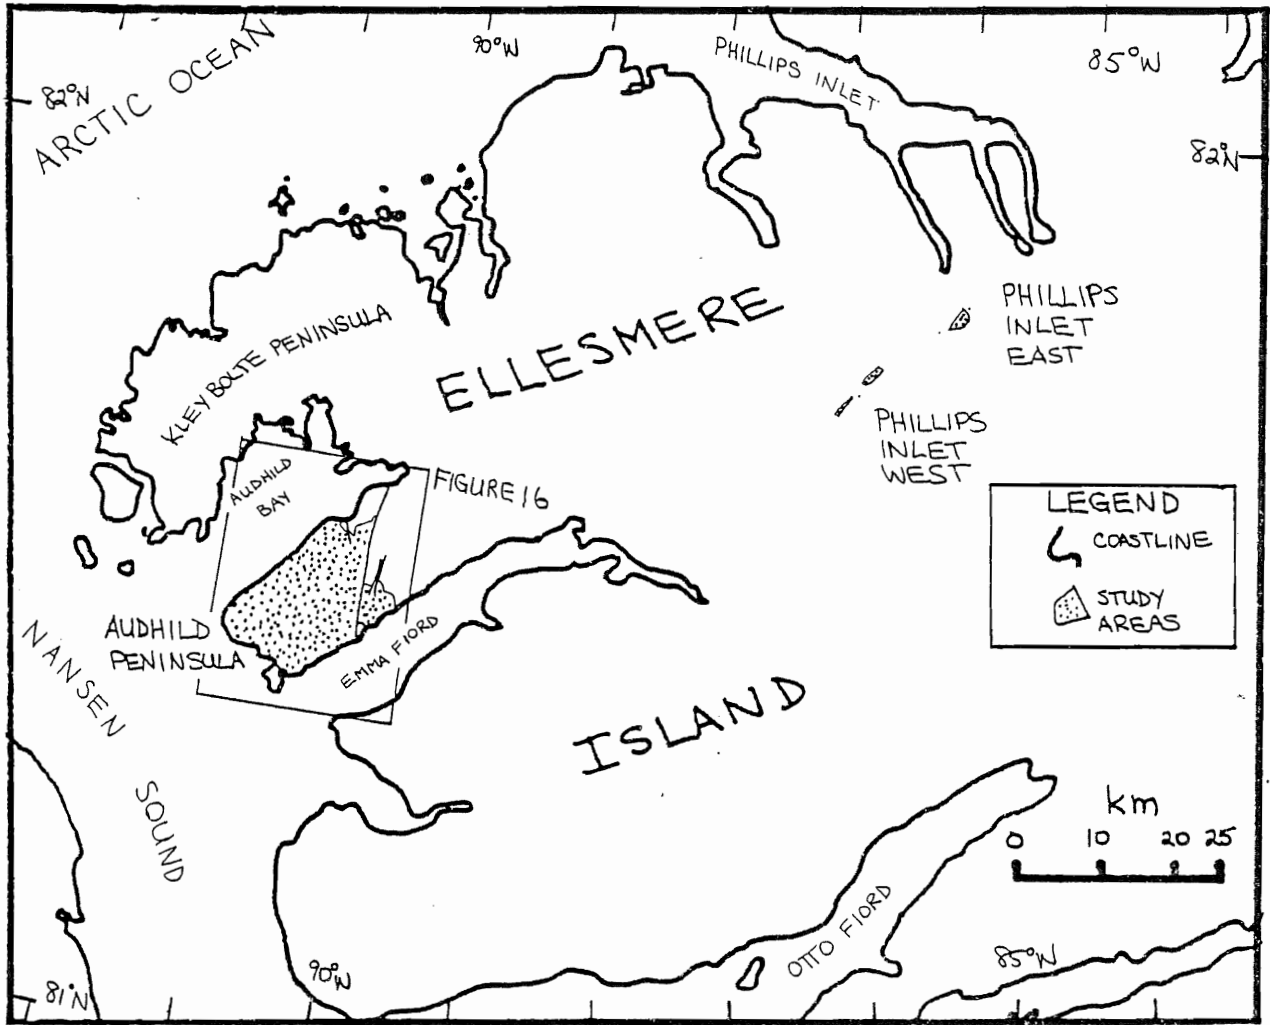 ARCTIC OCEAN
82°N
90°W
PHILLIPS INLET
85°W
82°N
KLEYBOLTE PENINSULA
ELLESMERE
PHILLIPS
INLET
EAST
PHILLIPS
INLET
WEST
AUDHILD
BAY
FIGURE 16
LEGEND
COASTLINE
STUDY
AREAS
AUDHILD
PENINSULA
EMMA FIORD
NANSEN
SOUND
ISLAND
km
0 10 20 25
OTTO FIORD
85°W
90°W
81°N